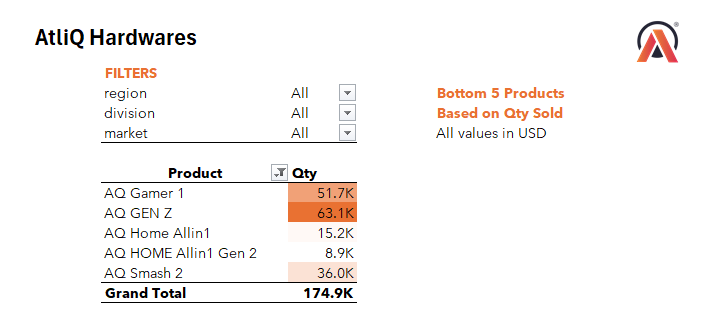 AtliQ Hardwares
FILTERS
region All
division All
market All
Bottom 5 Products
Based on Qty Sold
All values in USD
Product Qty
AQ Gamer 1 51.7K
AQ GEN Z 63.1K
AQ Home Allin1 15.2K
AQ HOME Allin1 Gen 2 8.9K
AQ Smash 2 36.0K
Grand Total 174.9K